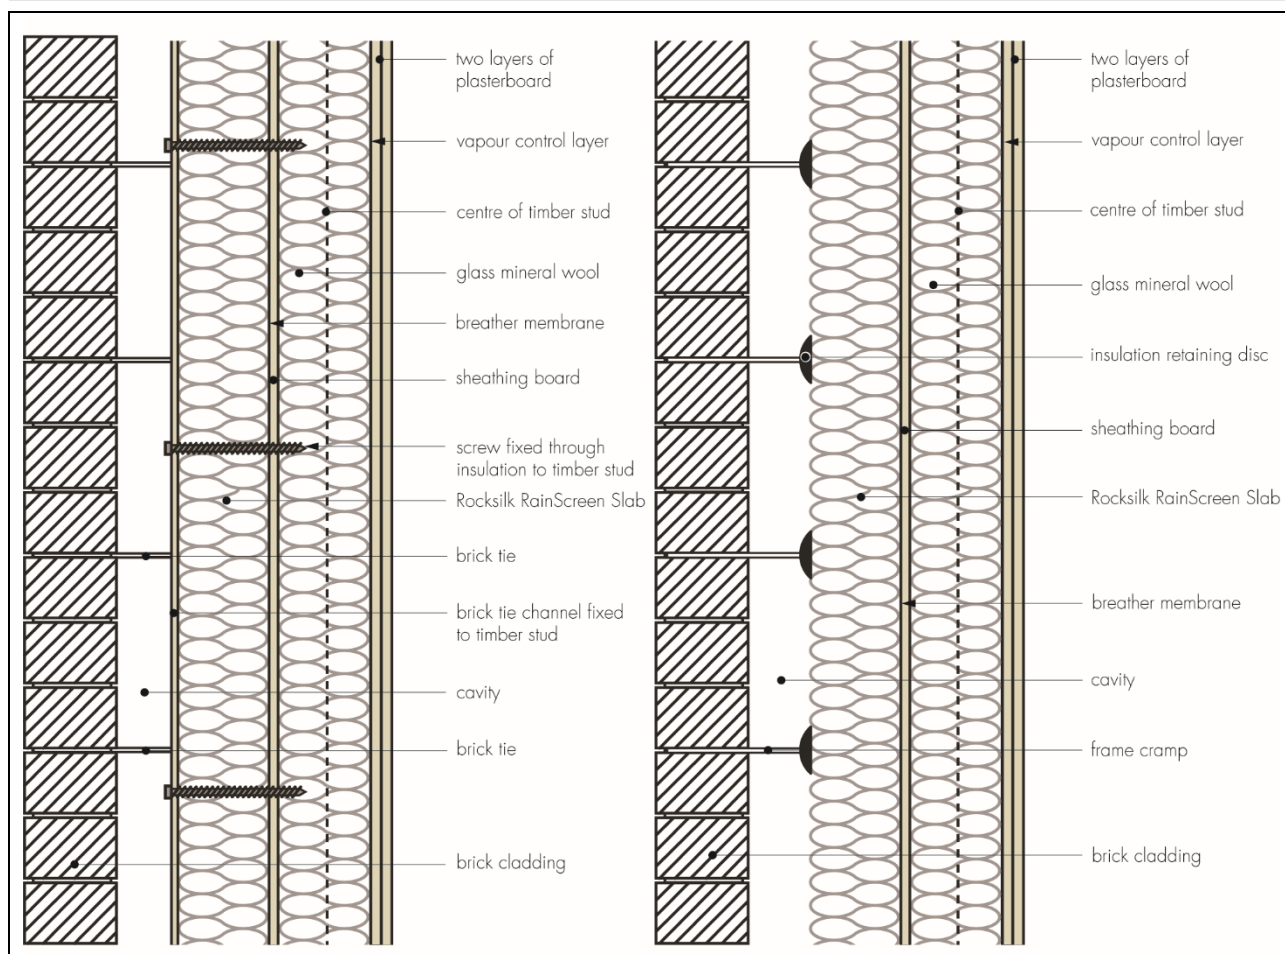 two layers of
plasterboard
vapour control layer
centre of timber stud
glass mineral wool
breather membrane
sheathing board
screw fixed through
insulation to timber stud
Rocksilk RainScreen Slab
brick tie
brick tie channel fixed
to timber stud
cavity
brick tie
brick cladding
two layers of
plasterboard
vapour control layer
centre of timber stud
glass mineral wool
insulation retaining disc
sheathing board
Rocksilk RainScreen Slab
breather membrane
cavity
frame cramp
brick cladding